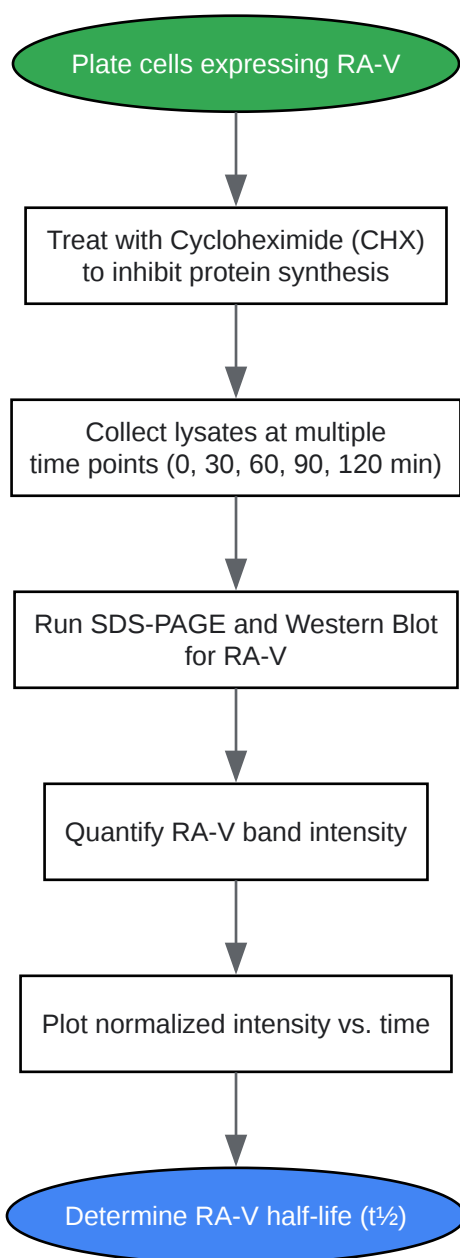 Plate cells expressing RA-V
Treat with Cycloheximide (CHX)
to inhibit protein synthesis
Collect lysates at multiple
time points (0, 30, 60, 90, 120 min)
Run SDS-PAGE and Western Blot
for RA-V
Quantify RA-V band intensity
Plot normalized intensity vs. time
Determine RA-V half-life (t½)